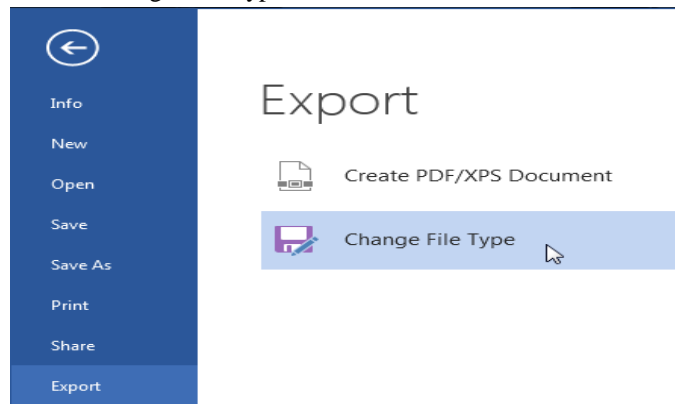 Info
New
Open
Save
Save As
Print
Share
Export
Export
Create PDF/XPS Document
Change File Type